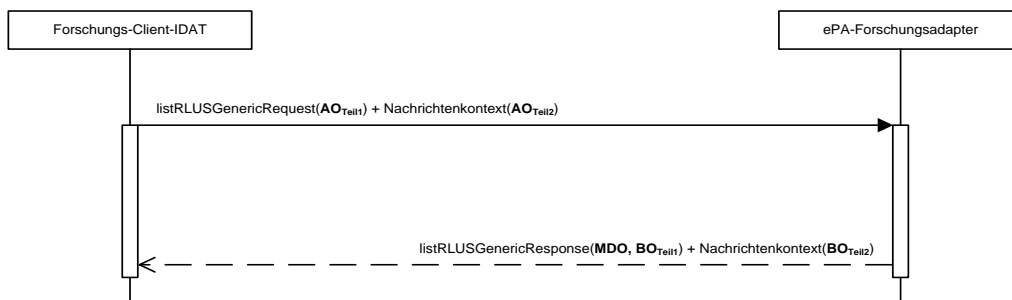 Forschungs-Client-IDAT
ePA-Forschungsadapter
listRLUSGenericRequest(AOTeil1) + Nachrichtenkontext(AOTeil2)
listRLUSGenericResponse(MDO, BOTeil1) + Nachrichtenkontext(BOTeil2)